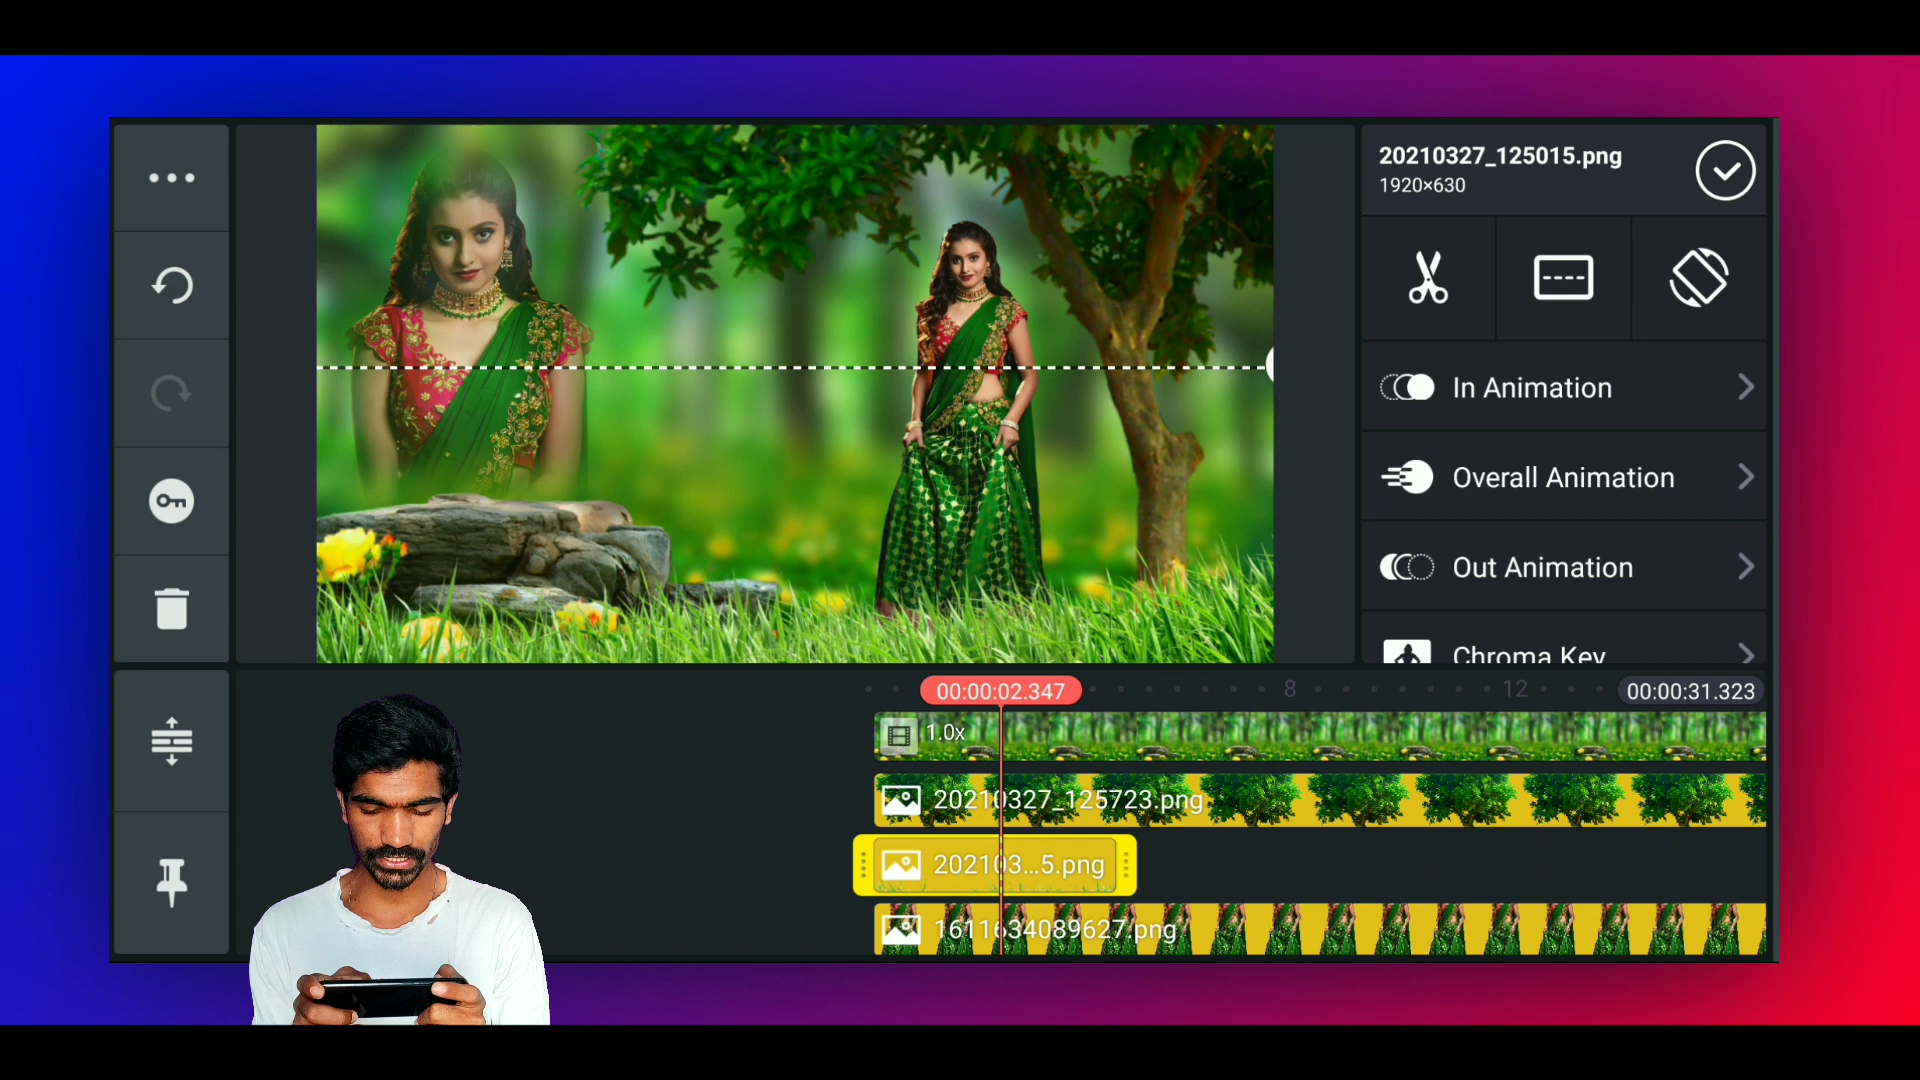 20210327_125015.png
1920×630
In Animation
Overall Animation
Out Animation
Chroma Key
00:00:02.347
8
12
00:00:31.323
1.0x
20210327_125723.png
202103...5.png
1611634089627.png